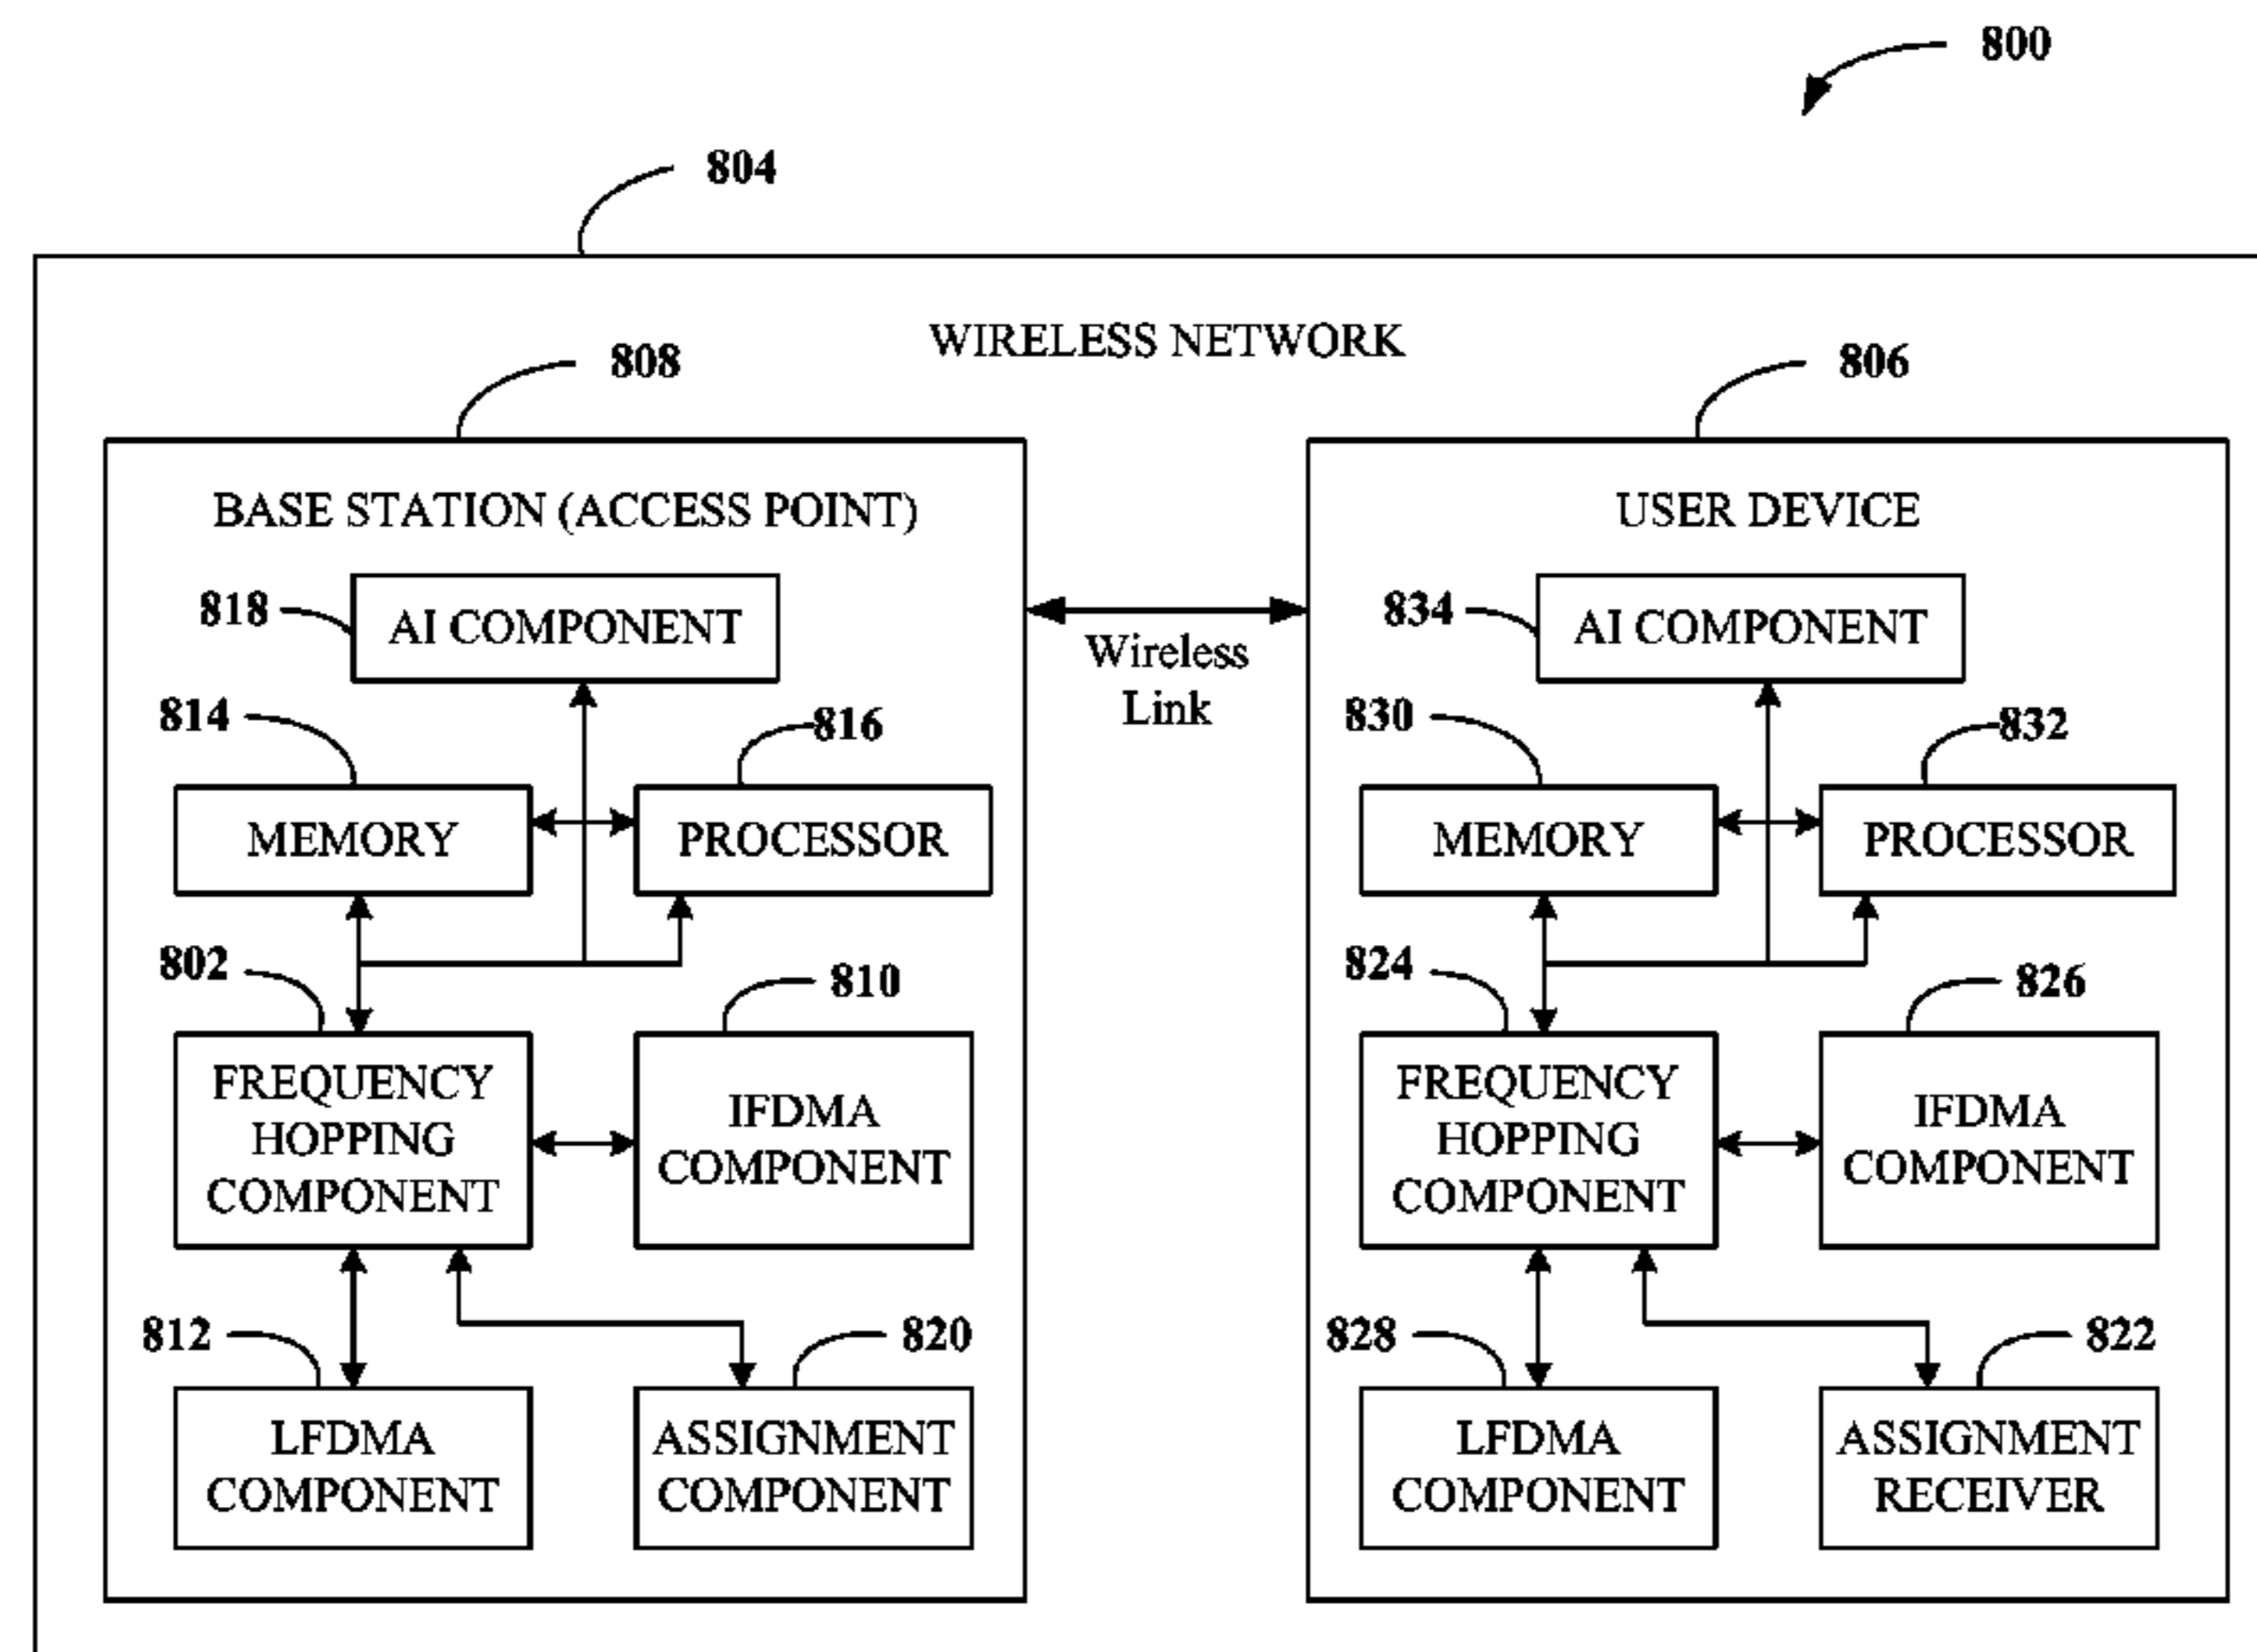 800
804
WIRELESS NETWORK
808
806
BASE STATION (ACCESS POINT)
818
AI COMPONENT
814
816
MEMORY
PROCESSOR
802
810
FREQUENCY
HOPPING
COMPONENT
IFDMA
COMPONENT
812
820
LFDMA
COMPONENT
ASSIGNMENT
COMPONENT
Wireless
Link
USER DEVICE
834
AI COMPONENT
830
832
MEMORY
PROCESSOR
824
826
FREQUENCY
HOPPING
COMPONENT
IFDMA
COMPONENT
828
822
LFDMA
COMPONENT
ASSIGNMENT
RECEIVER